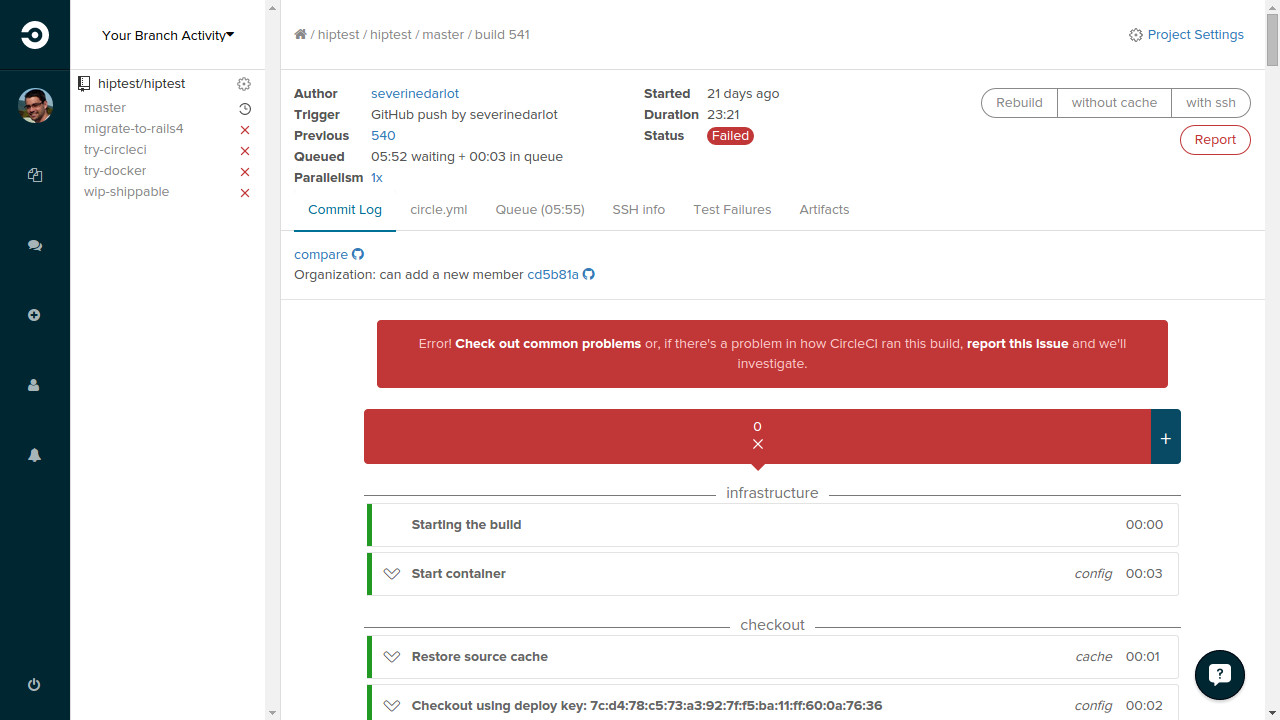 Your Branch Activity
hiptest/hiptest
master
migrate-to-rails4
try-circleci
try-docker
wip-shippable
/ hiptest / hiptest / master / build 541
Project Settings
Author severinedarlot
Trigger GitHub push by severinedarlot
Previous 540
Queued 05:52 waiting + 00:03 in queue
Parallelism 1x
Started 21 days ago
Duration 23:21
Status Failed
Rebuild without cache with ssh
Report
Commit Log circle.yml Queue (05:55) SSH info Test Failures Artifacts
compare
Organization: can add a new member cd5b81a
Error! Check out common problems or, if there's a problem in how CircleCI ran this build, report this issue and we'll
investigate.
0
+
infrastructure
Starting the build 00:00
Start container config 00:03
checkout
Restore source cache cache 00:01
Checkout using deploy key: 7c:d4:78:c5:73:a3:92:7f:f5:ba:11:ff:60:0a:76:36 config 00:02